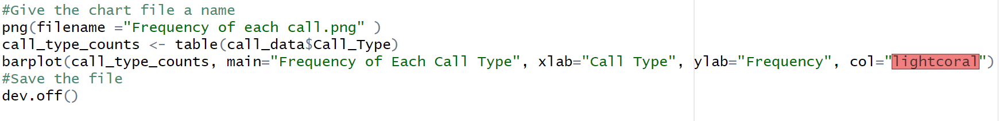 #Give the chart file a name
png(filename ="Frequency of each call.png" )
call_type_counts <- table(call_data$Call_Type)
barplot(call_type_counts, main="Frequency of Each Call Type", xlab="Call Type", ylab="Frequency", col="lightcoral")
#Save the file
dev.off()